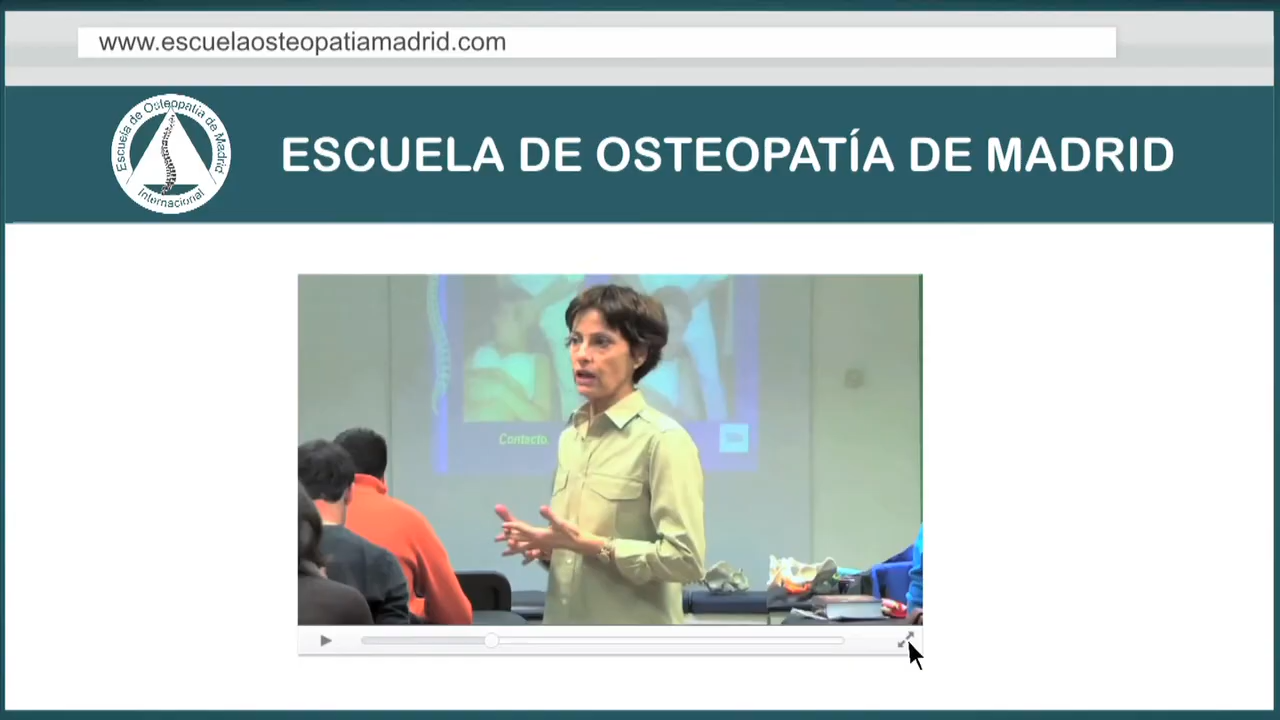 www.escuelaosteopatiamadrid.com
Escuela de Osteopatía de Madrid
Internacional
ESCUELA DE OSTEOPATÍA DE MADRID
Contacto